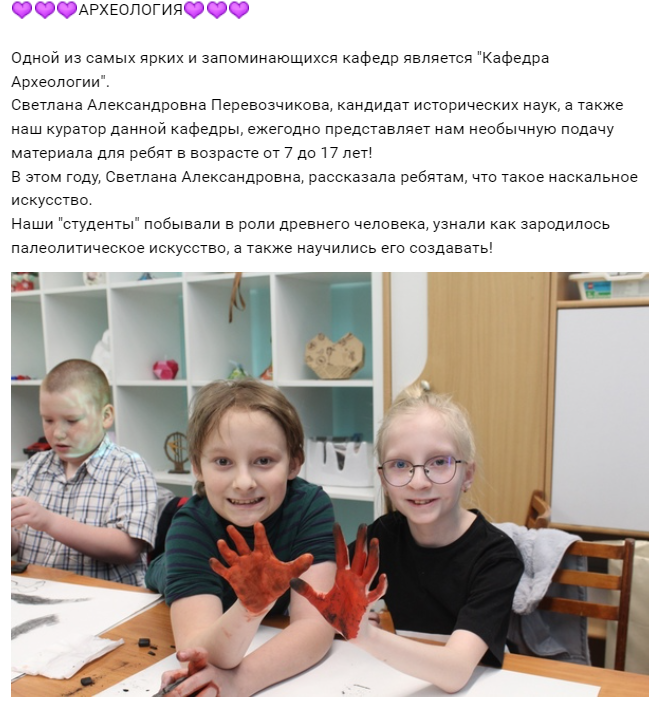 💜💜💜АРХЕОЛОГИЯ💜💜💜
Одной из самых ярких и запоминающихся кафедр является "Кафедра
Археологии".
Светлана Александровна Перевозчикова, кандидат исторических наук, а также
наш куратор данной кафедры, ежегодно представляет нам необычную подачу
материала для ребят в возрасте от 7 до 17 лет!
В этом году, Светлана Александровна, рассказала ребятам, что такое наскальное
искусство.
Наши "студенты" побывали в роли древнего человека, узнали как зародилось
палеолитическое искусство, а также научились его создавать!